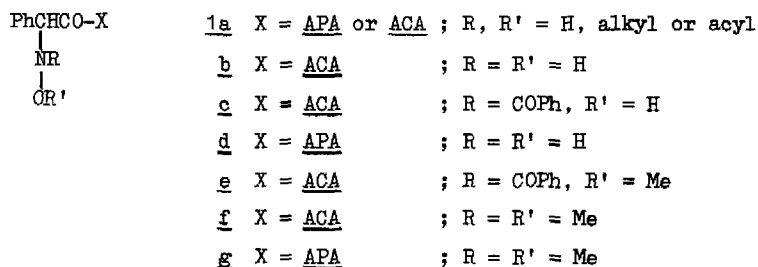 PhCHCO-X 1a X = APA or ACA ; R, R' = H, alkyl or acyl
NR b X = ACA ; R = R' = H
OR' c X = ACA ; R = COPh, R' = H
d X = APA ; R = R' = H
e X = ACA ; R = COPh, R' = Me
f X = ACA ; R = R' = Me
g X = APA ; R = R' = Me